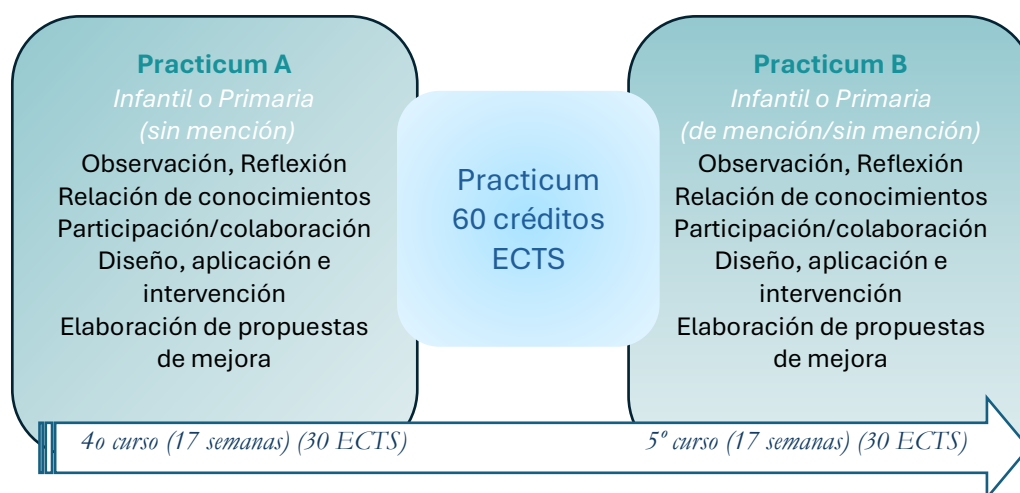 Practicum A
Infantil o Primaria
(sin mención)
Observación, Reflexión
Relación de conocimientos
Participación/colaboración
Diseño, aplicación e
intervención
Elaboración de propuestas
de mejora
Practicum
60 créditos
ECTS
Practicum B
Infantil o Primaria
(de mención/sin mención)
Observación, Reflexión
Relación de conocimientos
Participación/colaboración
Diseño, aplicación e
intervención
Elaboración de propuestas
de mejora
4o curso (17 semanas) (30 ECTS)
5º curso (17 semanas) (30 ECTS)